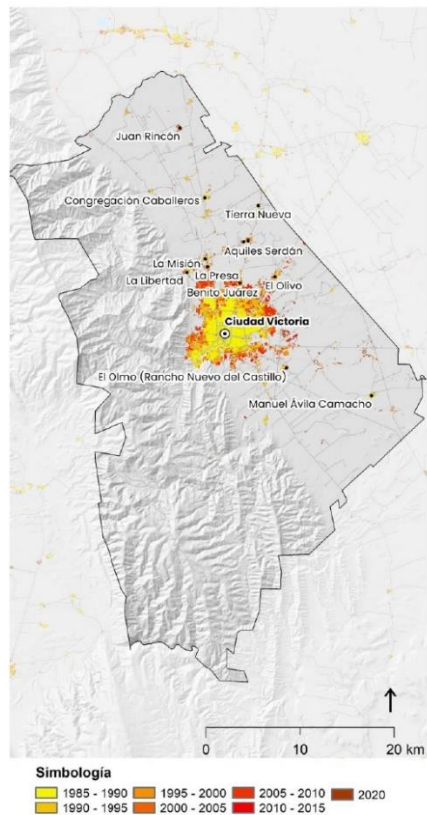 Juan Rincón
Congregación Caballeros
Tierra Nueva
Aquiles Serdán
La Misión
La Libertad
La Presa
El Olivo
Benito Juárez
Ciudad Victoria
El Olmo (Rancho Nuevo del Castillo)
Manuel Ávila Camacho
0 10 20 km
Simbología
1985 - 1990 1995 - 2000 2005 - 2010 2020
1990 - 1995 2000 - 2005 2010 - 2015